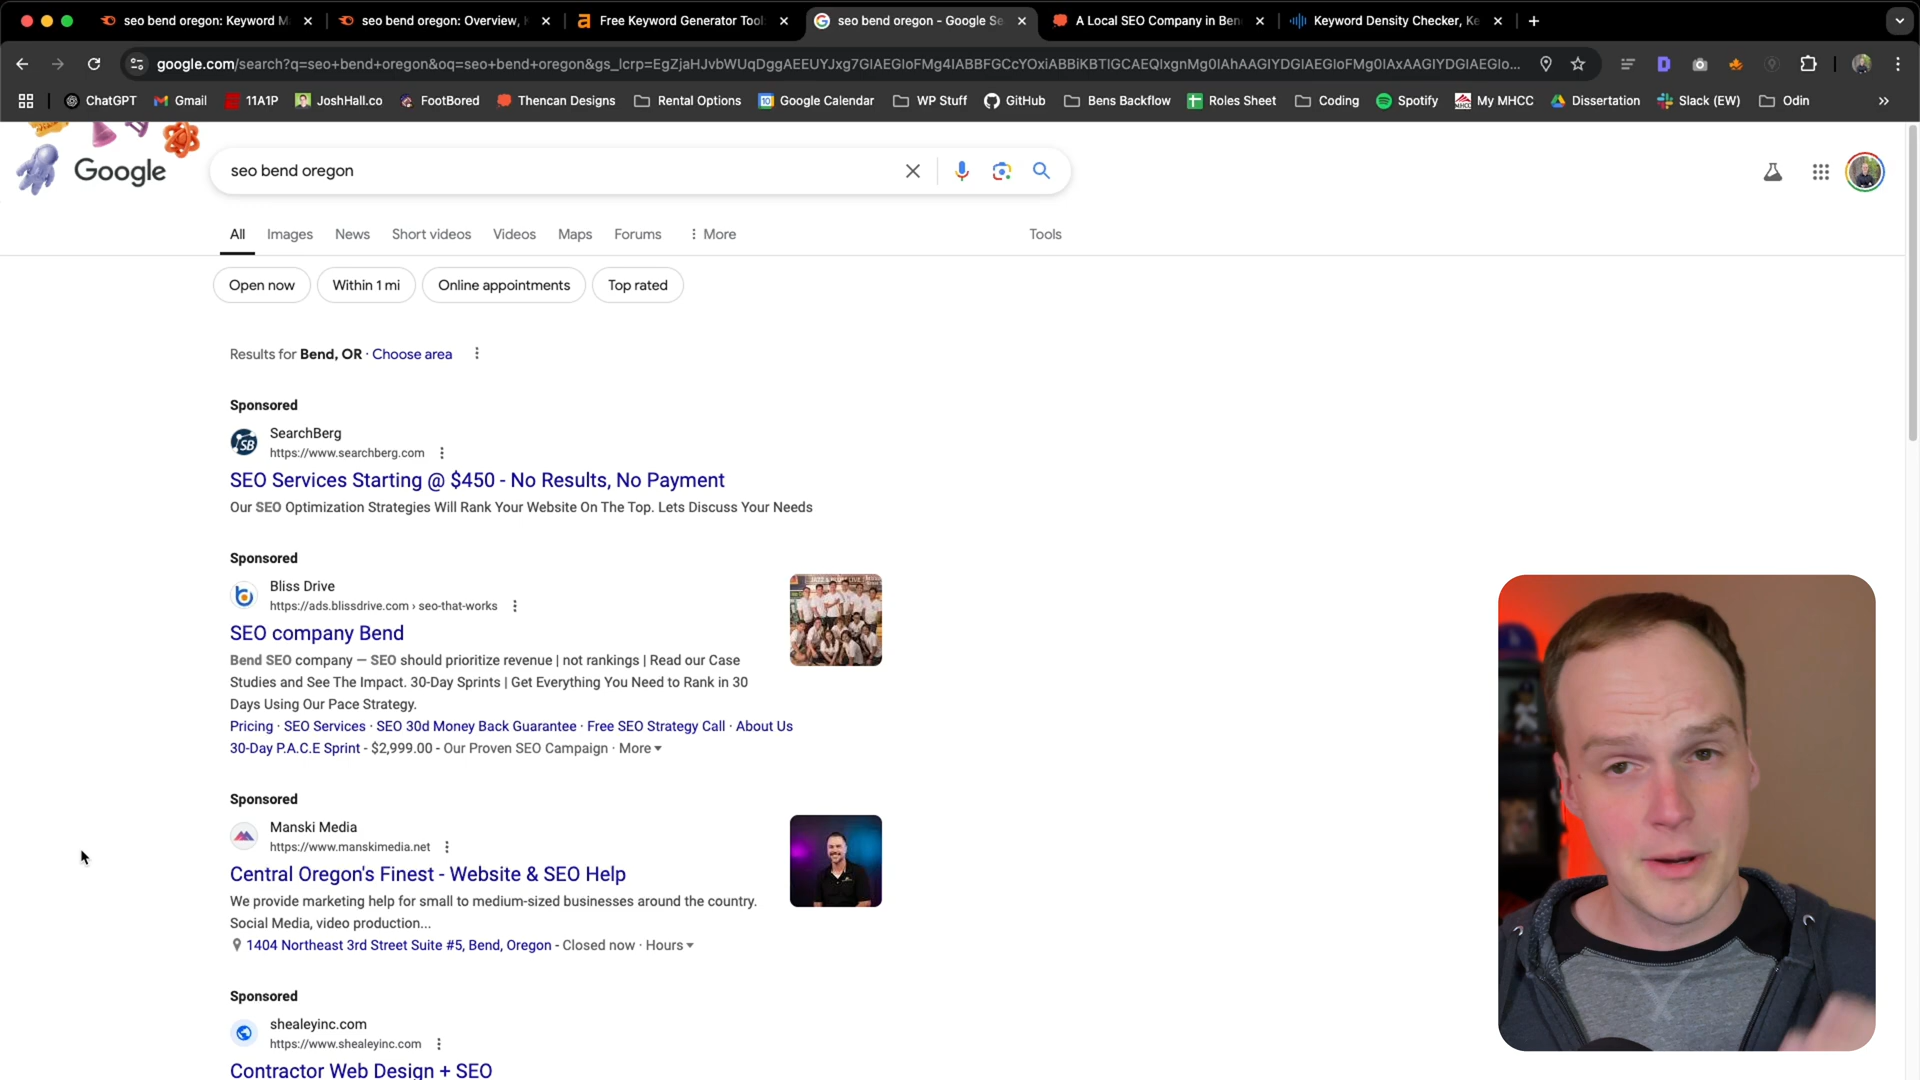 seo bend oregon: Keyword M
seo bend oregon: Overview,
Free Keyword Generator Tool
seo bend oregon - Google Se
A Local SEO Company in Ben
Keyword Density Checker, Ke
google.com/search?q=seo+bend+oregon&oq=seo+bend+oregon&gs_lcrp=EgZjaHJvbWUqDggAEEUYJxg7GIAEGIoFMg4IABBFGCcYOxiABBiKBTIGCAEQIxgnMg0IAhAAGIYDGIAEGIoFMg0IAxAAGIYDGIAEGIo...
ChatGPT
Gmail
11A1P
JoshHall.co
FootBored
Thencan Designs
Rental Options
Google Calendar
WP Stuff
GitHub
Bens Backflow
Roles Sheet
Coding
Spotify
My MHCC
Dissertation
Slack (EW)
Odin
Google
seo bend oregon
All
Images
News
Short videos
Videos
Maps
Forums
More
Tools
Open now
Within 1 mi
Online appointments
Top rated
Results for Bend, OR · Choose area
Sponsored
SearchBerg
https://www.searchberg.com
SEO Services Starting @ $450 - No Results, No Payment
Our SEO Optimization Strategies Will Rank Your Website On The Top. Lets Discuss Your Needs
Sponsored
Bliss Drive
https://ads.blissdrive.com › seo-that-works
SEO company Bend
Bend SEO company — SEO should prioritize revenue | not rankings | Read our Case
Studies and See The Impact. 30-Day Sprints | Get Everything You Need to Rank in 30
Days Using Our Pace Strategy.
Pricing · SEO Services · SEO 30d Money Back Guarantee · Free SEO Strategy Call · About Us
30-Day P.A.C.E Sprint - $2,999.00 - Our Proven SEO Campaign · More
Sponsored
Manski Media
https://www.manskimedia.net
Central Oregon's Finest - Website & SEO Help
We provide marketing help for small to medium-sized businesses around the country.
Social Media, video production...
1404 Northeast 3rd Street Suite #5, Bend, Oregon - Closed now · Hours
Sponsored
shealeyinc.com
https://www.shealeyinc.com
Contractor Web Design + SEO